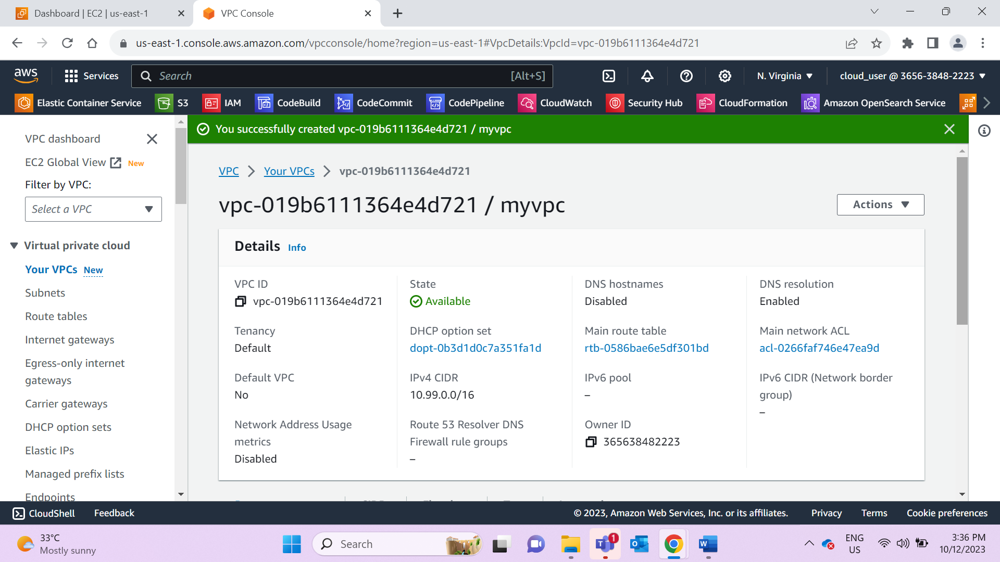 Dashboard | EC2 | us-east-1
VPC Console
us-east-1.console.aws.amazon.com/vpcconsole/home?region=us-east-1#VpcDetails:VpcId=vpc-019b6111364e4d721
aws
Services
Search
[Alt+S]
N. Virginia
cloud_user @ 3656-3848-2223
Elastic Container Service
S3
IAM
CodeBuild
CodeCommit
CodePipeline
CloudWatch
Security Hub
CloudFormation
Amazon OpenSearch Service
VPC dashboard
EC2 Global View New
Filter by VPC:
Select a VPC
Virtual private cloud
Your VPCs New
Subnets
Route tables
Internet gateways
Egress-only internet
gateways
Carrier gateways
DHCP option sets
Elastic IPs
Managed prefix lists
Endpoints
You successfully created vpc-019b6111364e4d721 / myvpc
VPC
Your VPCs
vpc-019b6111364e4d721
vpc-019b6111364e4d721 / myvpc
Actions
Details Info
VPC ID
vpc-019b6111364e4d721
State
Available
DNS hostnames
Disabled
DNS resolution
Enabled
Tenancy
Default
DHCP option set
dopt-0b3d1d0c7a351fa1d
Main route table
rtb-0586bae6e5df301bd
Main network ACL
acl-0266faf746e47ea9d
Default VPC
No
IPv4 CIDR
10.99.0.0/16
IPv6 pool
–
IPv6 CIDR (Network border
group)
–
Network Address Usage
metrics
Disabled
Route 53 Resolver DNS
Firewall rule groups
–
Owner ID
365638482223
CloudShell
Feedback
© 2023, Amazon Web Services, Inc. or its affiliates.
Privacy
Terms
Cookie preferences
33°C
Mostly sunny
Search
1
ENG
US
3:36 PM
10/12/2023